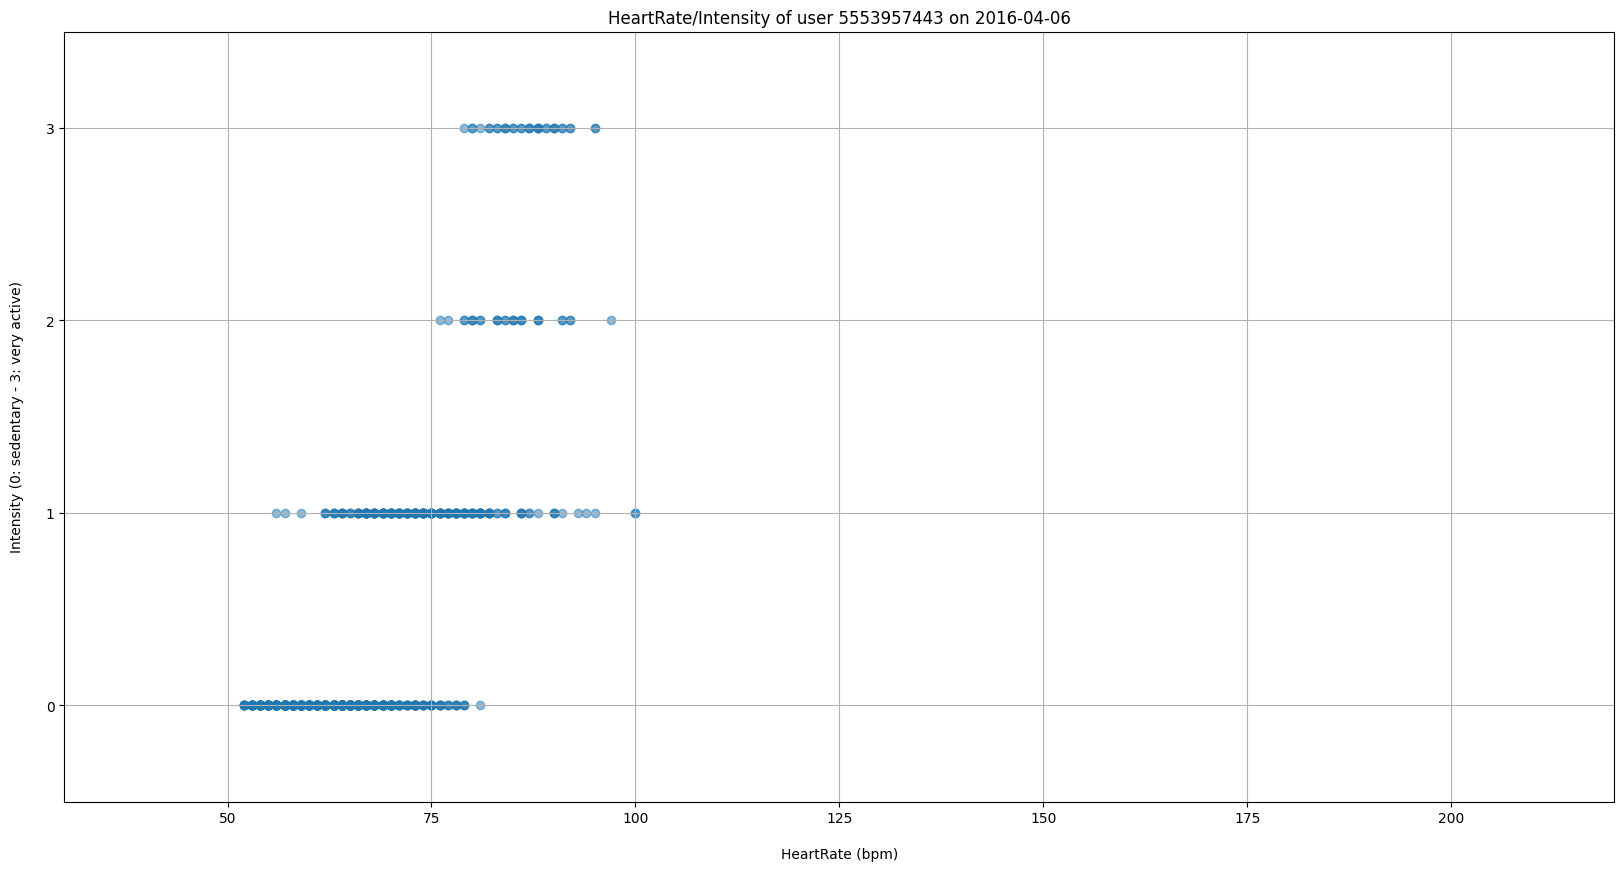 HeartRate/Intensity of user 5553957443 on 2016-04-06
Intensity (0: sedentary - 3: very active)
3
2
1
0
50 75 100 125 150 175 200
HeartRate (bpm)